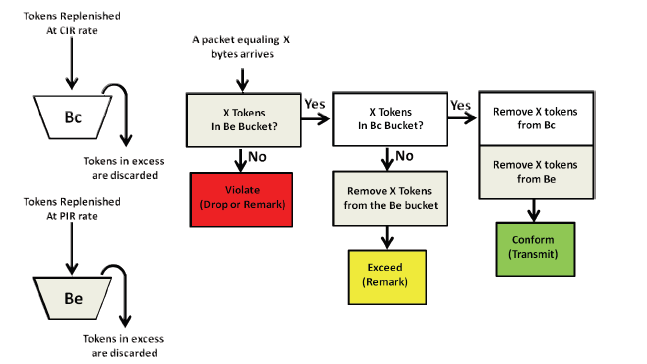 Tokens Replenished
At CIR rate
Bc
Tokens in excess
are discarded
Tokens Replenished
At PIR rate
Be
Tokens in excess
are discarded
A packet equaling X
bytes arrives
X Tokens
In Be Bucket?
Yes
X Tokens
In Bc Bucket?
Yes
Remove X tokens
from Bc
Remove X tokens
from Be
No
Violate
(Drop or Remark)
No
Remove X Tokens
from the Be bucket
Exceed
(Remark)
Conform
(Transmit)